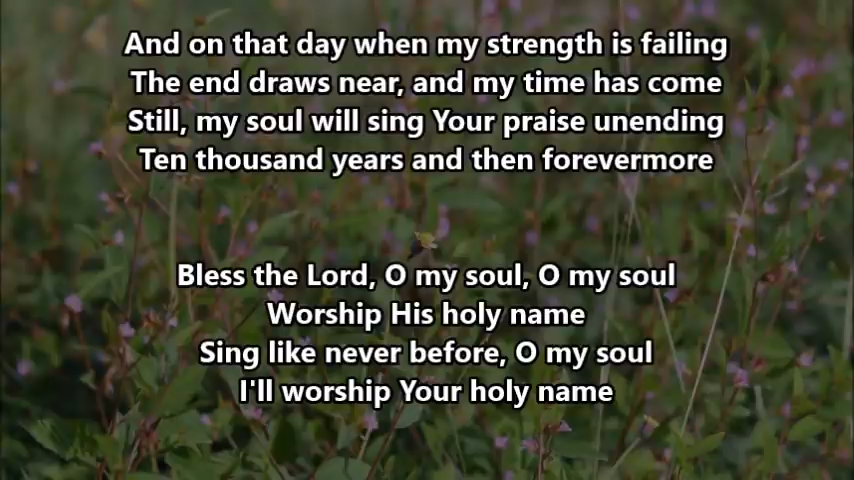 And on that day when my strength is failing
The end draws near, and my time has come
Still, my soul will sing Your praise unending
Ten thousand years and then forevermore
Bless the Lord, O my soul, O my soul
Worship His holy name
Sing like never before, O my soul
I'll worship Your holy name